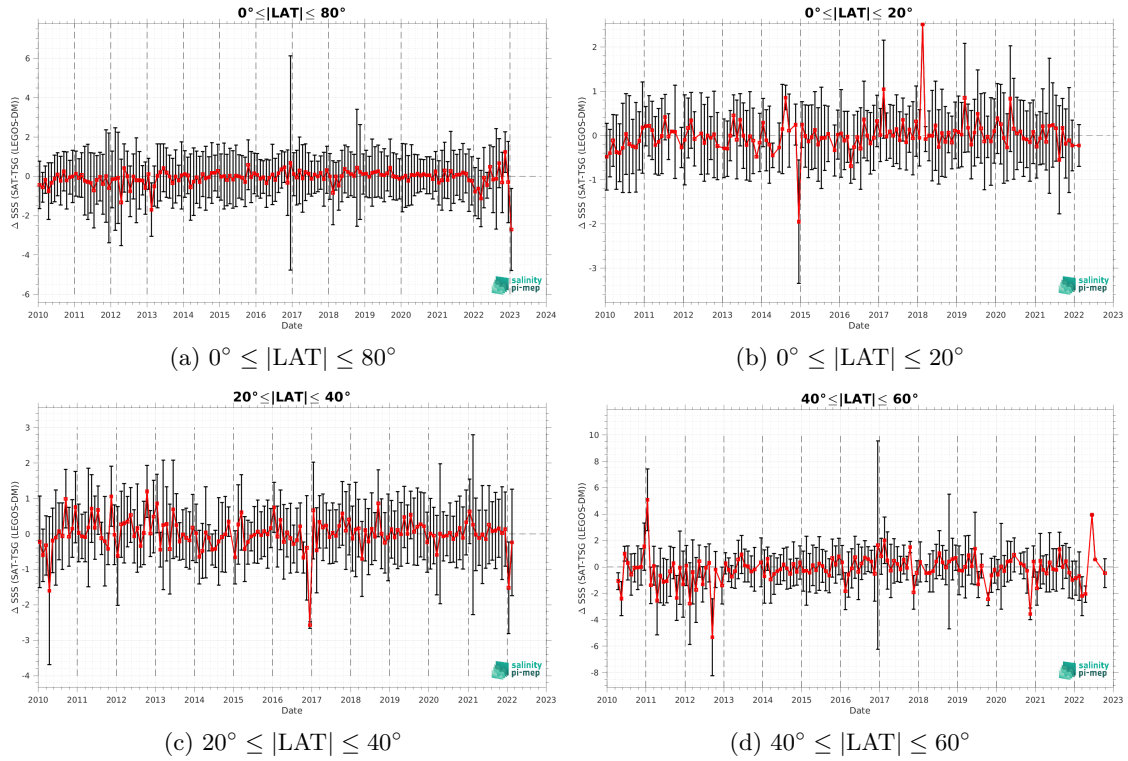 0°≤|LAT|≤ 80°
Δ SSS (SAT-TSG (LEGOS-DM))
6
4
2
0
-2
-4
-6
2010 2011 2012 2013 2014 2015 2016 2017 2018 2019 2020 2021 2022 2023 2024
Date
salinity
pi-mep
(a) 0° ≤ |LAT| ≤ 80°
0°≤|LAT|≤ 20°
Δ SSS (SAT-TSG (LEGOS-DM))
2
1
0
-1
-2
-3
2010 2011 2012 2013 2014 2015 2016 2017 2018 2019 2020 2021 2022 2023
Date
salinity
pi-mep
(b) 0° ≤ |LAT| ≤ 20°
20°≤|LAT|≤ 40°
Δ SSS (SAT-TSG (LEGOS-DM))
3
2
1
0
-1
-2
-3
-4
2010 2011 2012 2013 2014 2015 2016 2017 2018 2019 2020 2021 2022 2023
Date
salinity
pi-mep
(c) 20° ≤ |LAT| ≤ 40°
40°≤|LAT|≤ 60°
Δ SSS (SAT-TSG (LEGOS-DM))
10
8
6
4
2
0
-2
-4
-6
-8
2010 2011 2012 2013 2014 2015 2016 2017 2018 2019 2020 2021 2022 2023
Date
salinity
pi-mep
(d) 40° ≤ |LAT| ≤ 60°